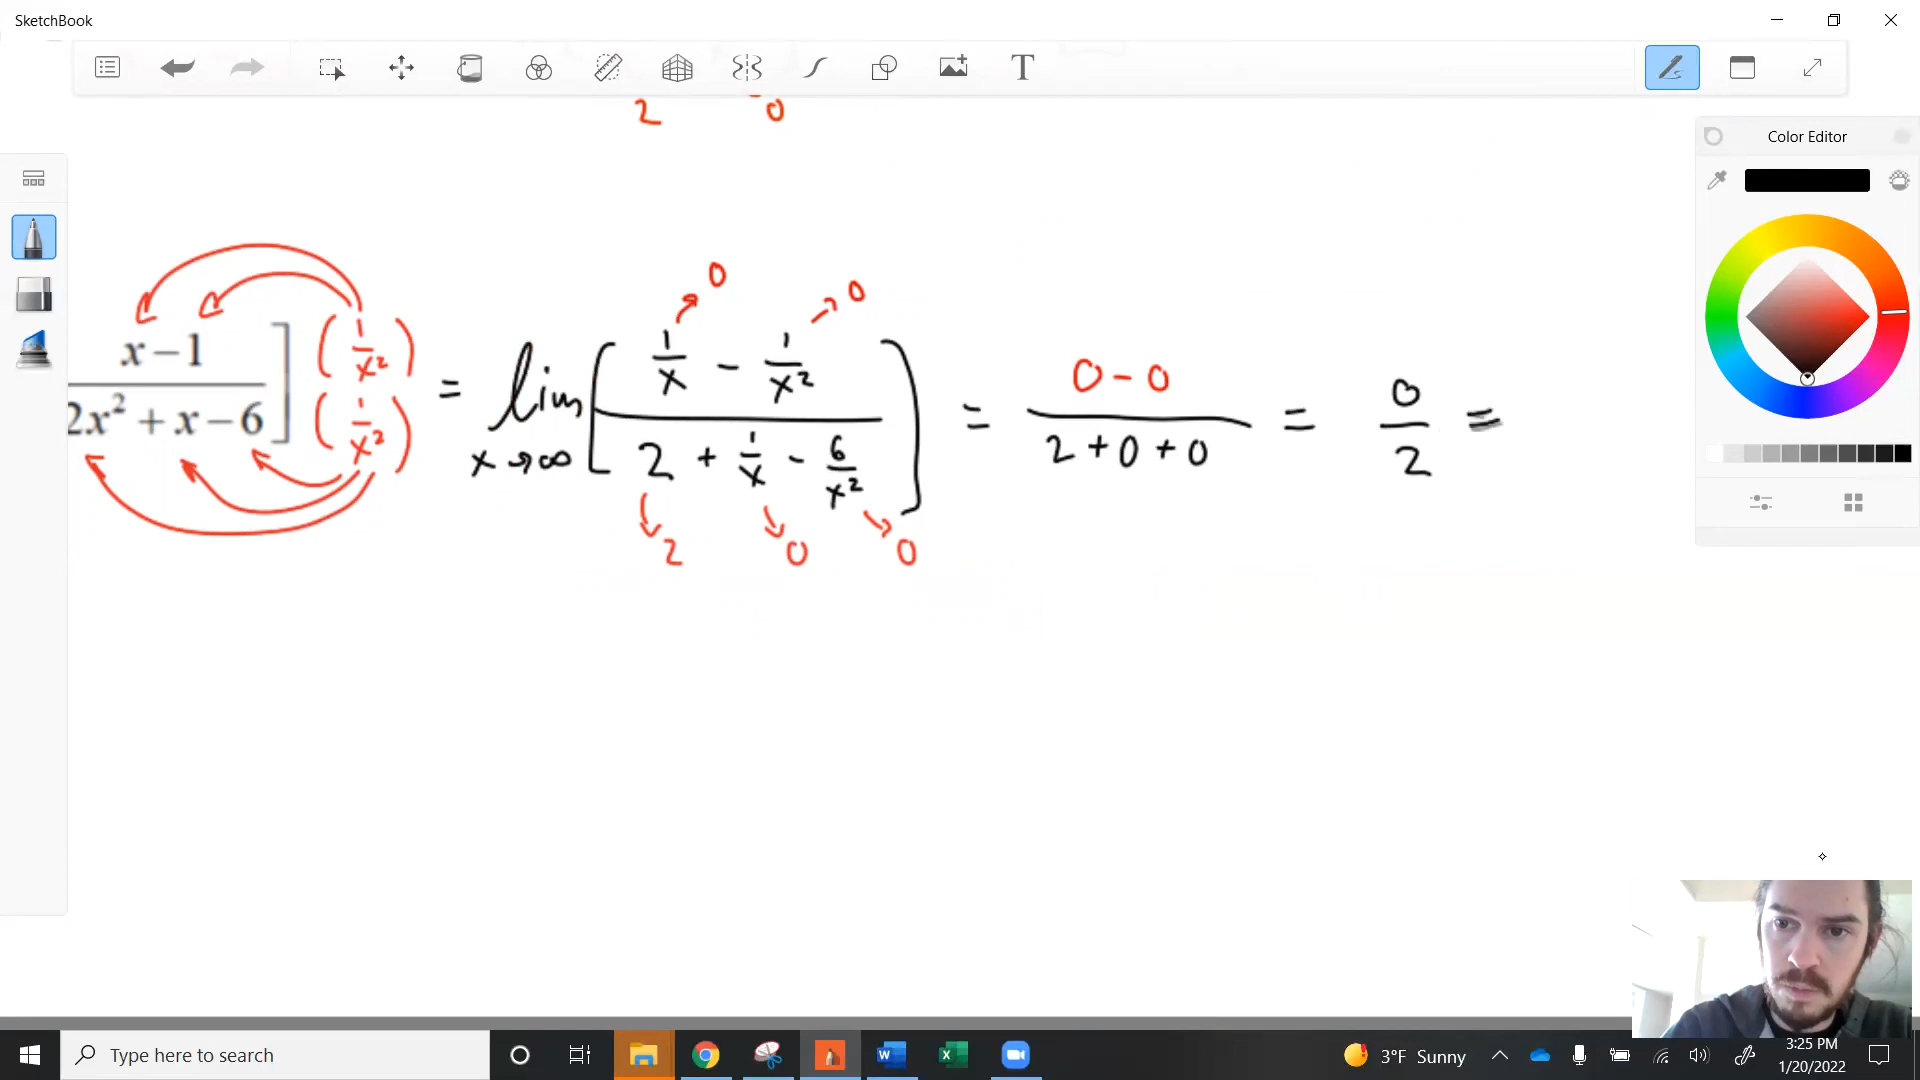 SketchBook
T
Color Editor
2 0
0 0
x − 1 ] (1/x²) = lim [ 1/x − 1/x² ] = 0 − 0 = 0 =
2x² + x − 6 (1/x²) x→∞ 2 + 1/x − 6/x² 2 + 0 + 0 2
2 0 0
Type here to search
3°F Sunny
3:25 PM
1/20/2022